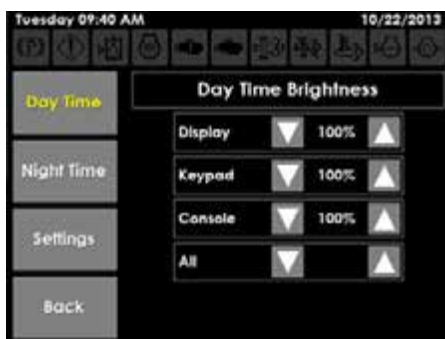 Tuesday 09:40 AM 10/22/2013
(P)
Day Time
Night Time
Settings
Back
Day Time Brightness
Display 100%
Keypad 100%
Console 100%
All